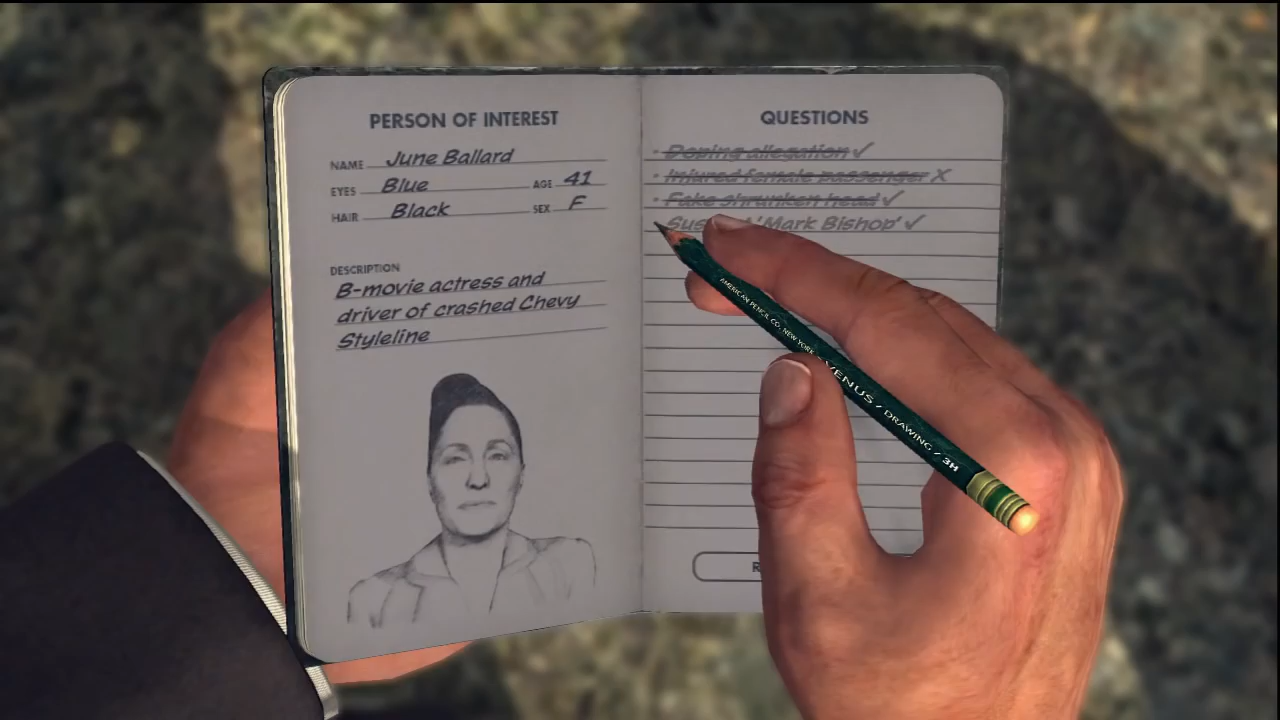 PERSON OF INTEREST
NAME June Ballard
EYES Blue AGE 41
HAIR Black SEX F
DESCRIPTION
B-movie actress and
driver of crashed Chevy
Styleline
QUESTIONS
· Doping allegation ✓
· Injured female passenger X
· Fake shrunken head ✓
'Mark Bishop' ✓
AMERICAN PENCIL CO. NEW YORK VENUS / DRAWING / 3H